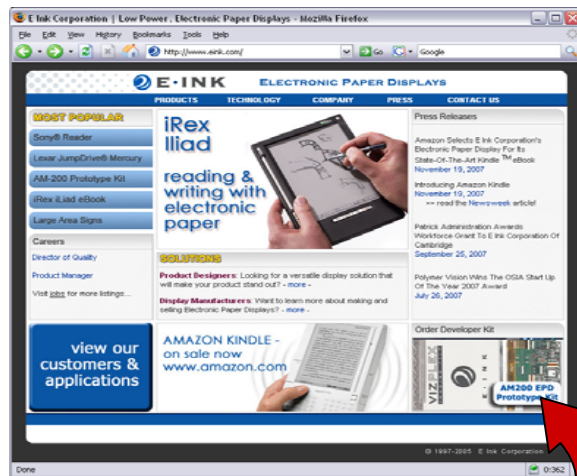 E Ink Corporation | Low Power, Electronic Paper Displays - Mozilla Firefox
File Edit View History Bookmarks Tools Help
http://www.eink.com/ Go Google
E·INK ELECTRONIC PAPER DISPLAYS
PRODUCTS TECHNOLOGY COMPANY PRESS CONTACT US
MOST POPULAR
Sony® Reader
Lexar JumpDrive® Mercury
AM-200 Prototype Kit
iRex iLiad eBook
Large Area Signs
Careers
Director of Quality
Product Manager
Visit jobs for more listings...
view our
customers &
applications
iRex
Iliad
reading &
writing with
electronic
paper
SOLUTIONS
Product Designers: Looking for a versatile display solution that
will make your product stand out? - more -
Display Manufacturers: Want to learn more about making and
selling Electronic Paper Displays? - more -
AMAZON KINDLE -
on sale now
www.amazon.com
Press Releases
Amazon Selects E Ink Corporation's
Electronic Paper Display For Its
State-Of-The-Art Kindle ™ eBook
November 19, 2007
Introducing Amazon Kindle
November 19, 2007
>> read the Newsweek article!
Patrick Administration Awards
Workforce Grant To E Ink Corporation Of
Cambridge
September 25, 2007
Polymer Vision Wins The OSIA Start Up
Of The Year 2007 Award
July 26, 2007
Order Developer Kit
VIZPLEX
E·INK
AM200 EPD
Prototype Kit
© 1997-2005 E Ink Corporation
Done 0:362